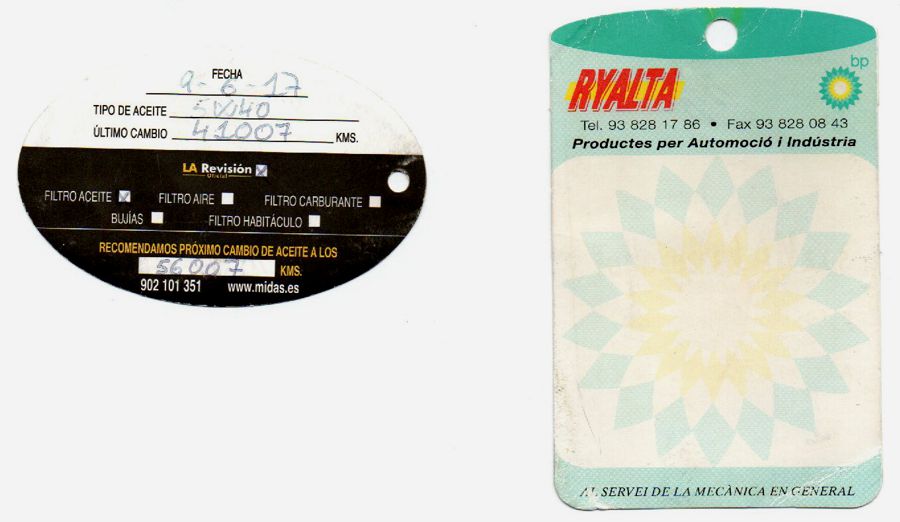 FECHA 9-6-17
TIPO DE ACEITE 5W40
ÚLTIMO CAMBIO 41007 KMS.
LA Revisión
Oficial
FILTRO ACEITE FILTRO AIRE FILTRO CARBURANTE
BUJÍAS FILTRO HABITÁCULO
RECOMENDAMOS PRÓXIMO CAMBIO DE ACEITE A LOS
56007 KMS.
902 101 351 www.midas.es
bp
RYALTA
Tel. 93 828 17 86 • Fax 93 828 08 43
Productes per Automoció i Indústria
AL SERVEI DE LA MECÀNICA EN GENERAL